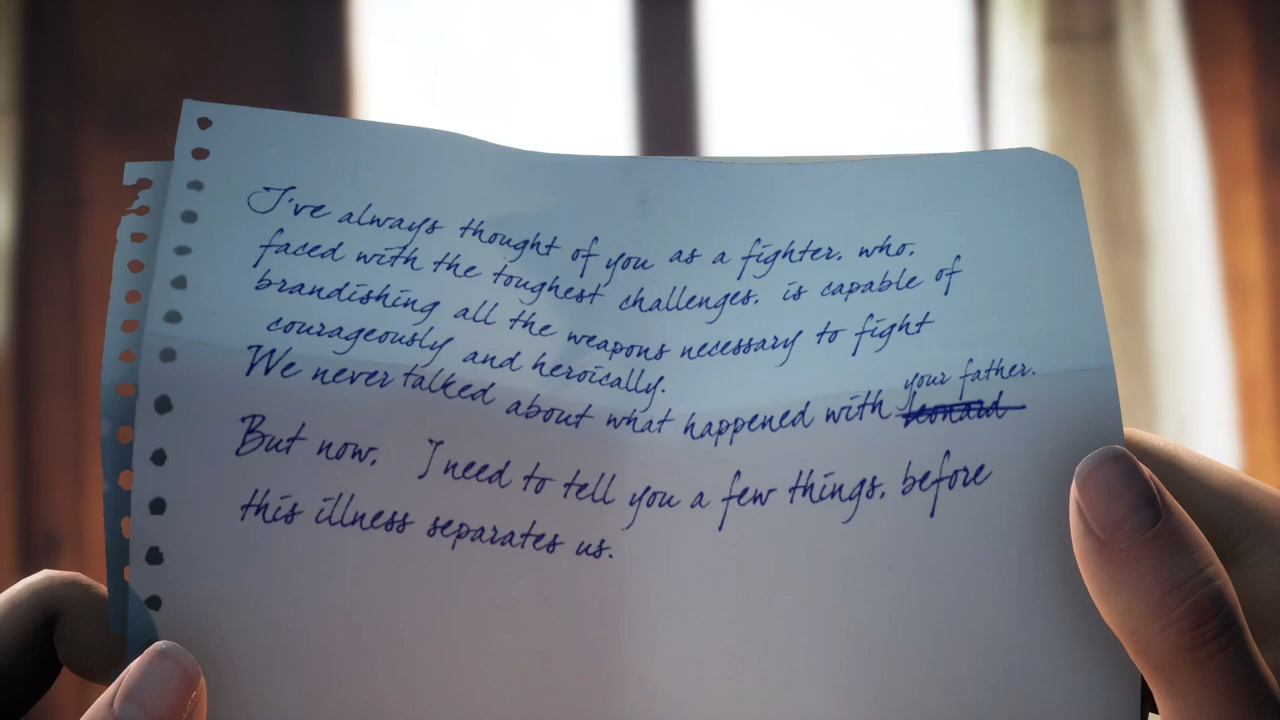 I've always thought of you as a fighter. who.
faced with the toughest challenges. is capable of
brandishing all the weapons necessary to fight
courageously and heroically.
We never talked about what happened with leonard your father.
But now. I need to tell you a few things. before
this illness separates us.